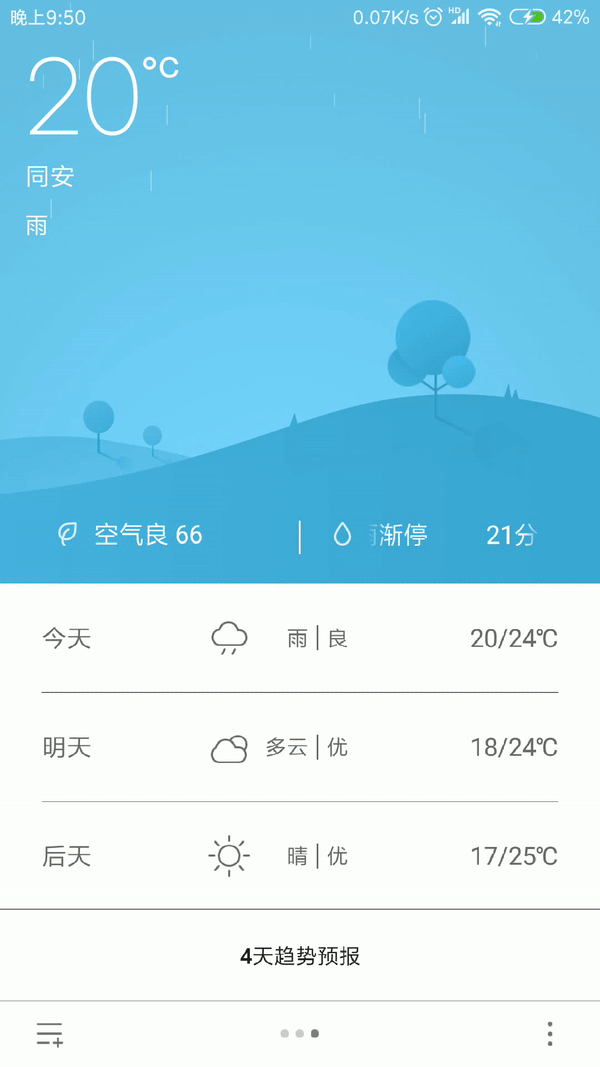 晚上9:50 0.07K/s HD 42%
20°C
同安
雨
空气良 66 雨渐停 21分
今天 雨 良 20/24℃
明天 多云 优 18/24℃
后天 晴 优 17/25℃
4天趋势预报